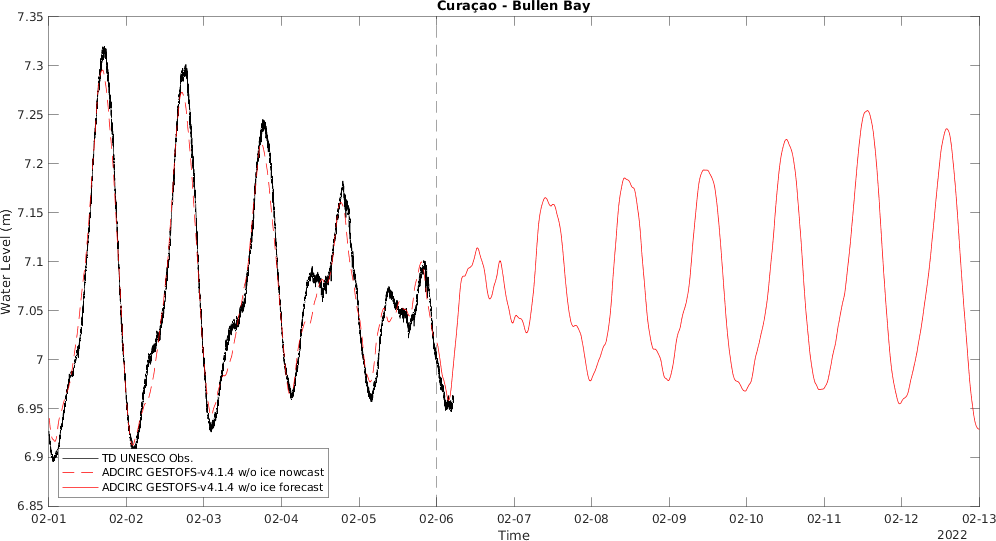 Curaçao - Bullen Bay
Water Level (m)
7.35
7.3
7.25
7.2
7.15
7.1
7.05
7
6.95
6.9
6.85
TD UNESCO Obs.
ADCIRC GESTOFS-v4.1.4 w/o ice nowcast
ADCIRC GESTOFS-v4.1.4 w/o ice forecast
02-01 02-02 02-03 02-04 02-05 02-06 02-07 02-08 02-09 02-10 02-11 02-12 02-13
Time
2022